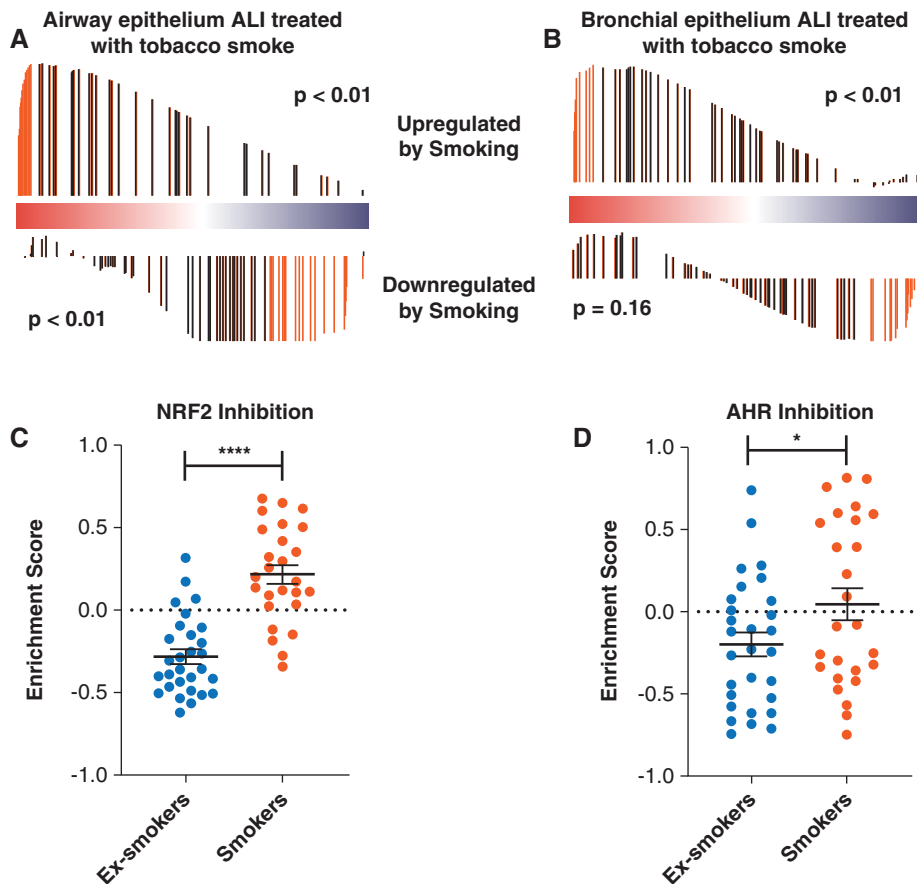 A
Airway epithelium ALI treated
with tobacco smoke
B
Bronchial epithelium ALI treated
with tobacco smoke
p < 0.01
Upregulated
by Smoking
p < 0.01
Downregulated
by Smoking
p < 0.01
p = 0.16
C
NRF2 Inhibition
****
1.0
0.5
0.0
-0.5
-1.0
Enrichment Score
Ex-smokers
Smokers
D
AHR Inhibition
*
1.0
0.5
0.0
-0.5
-1.0
Enrichment Score
Ex-smokers
Smokers